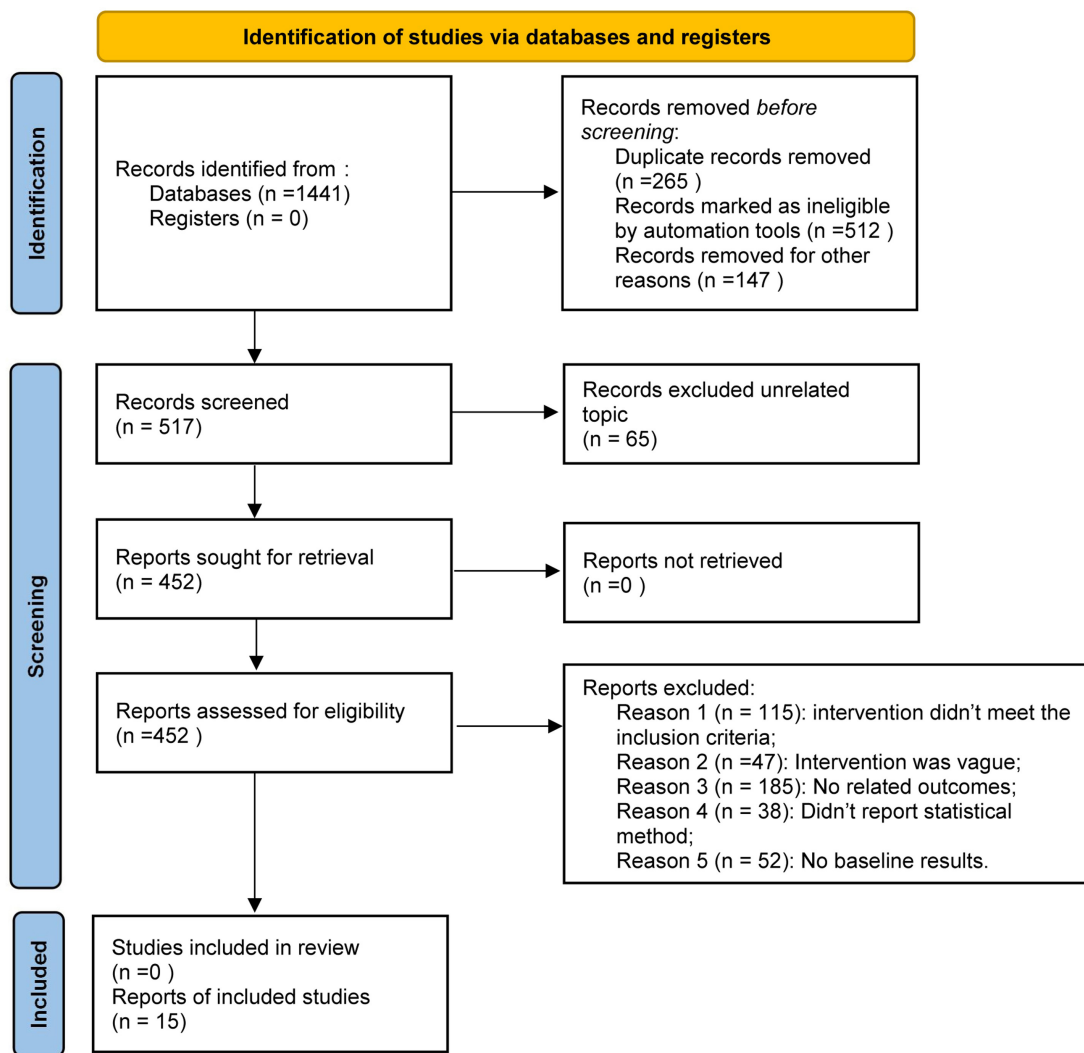 Identification of studies via databases and registers
Identification
Records identified from :
Databases (n =1441)
Registers (n = 0)
Records removed before
screening:
Duplicate records removed
(n =265 )
Records marked as ineligible
by automation tools (n =512 )
Records removed for other
reasons (n =147 )
Screening
Records screened
(n = 517)
Records excluded unrelated
topic
(n = 65)
Reports sought for retrieval
(n = 452)
Reports not retrieved
(n =0 )
Reports assessed for eligibility
(n =452 )
Reports excluded:
Reason 1 (n = 115): intervention didn’t meet the
inclusion criteria;
Reason 2 (n =47): Intervention was vague;
Reason 3 (n = 185): No related outcomes;
Reason 4 (n = 38): Didn’t report statistical
method;
Reason 5 (n = 52): No baseline results.
Included
Studies included in review
(n =0 )
Reports of included studies
(n = 15)